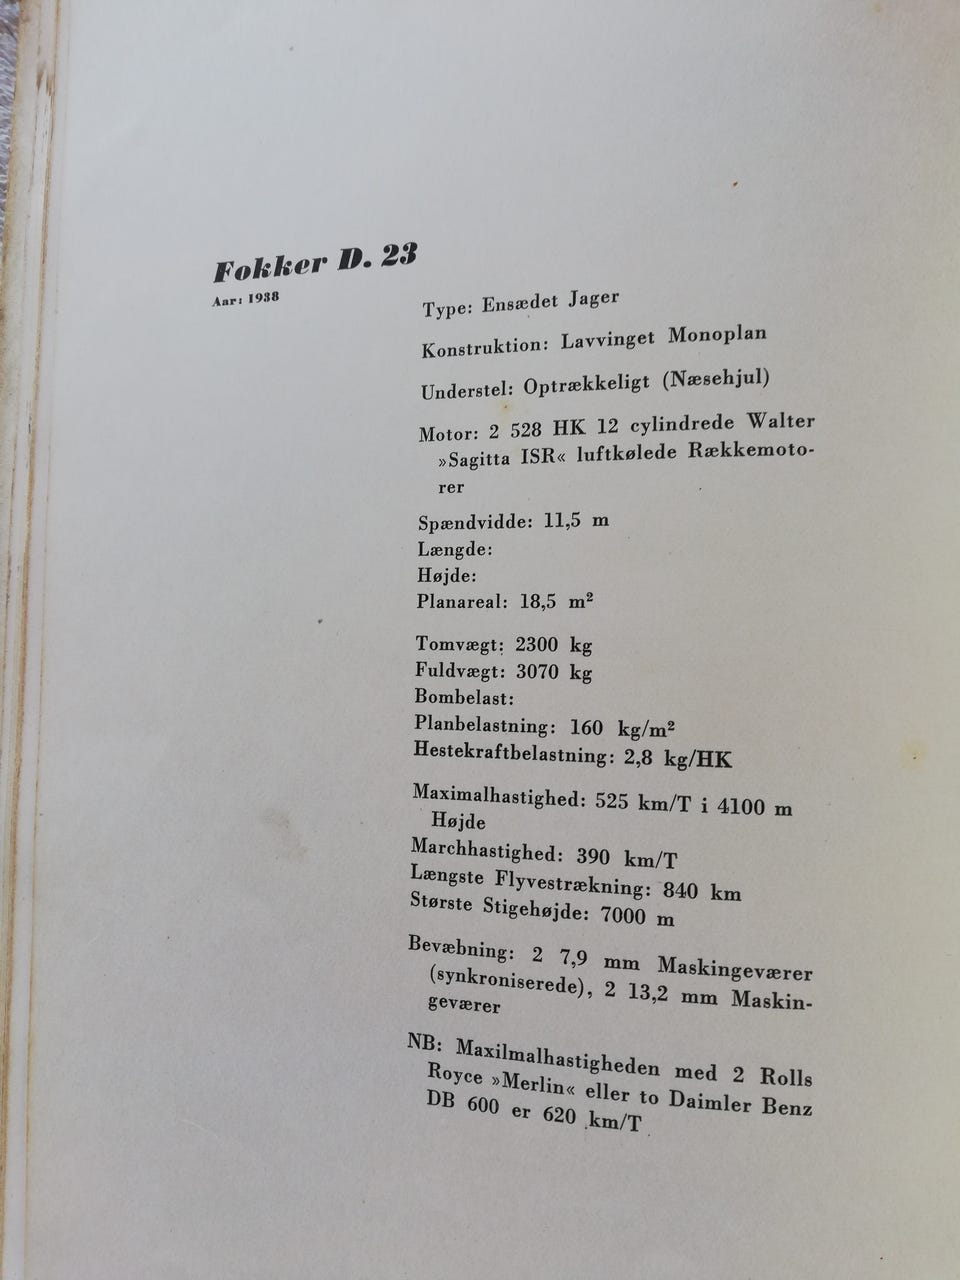 Fokker D. 23
Aar: 1938
Type: Ensædet Jager
Konstruktion: Lavvinget Monoplan
Understel: Optrækkeligt (Næsehjul)
Motor: 2 528 HK 12 cylindrede Walter
»Sagitta ISR« luftkølede Rækkemoto-
rer
Spændvidde: 11,5 m
Længde:
Højde:
Planareal: 18,5 m²
Tomvægt: 2300 kg
Fuldvægt: 3070 kg
Bombelast:
Planbelastning: 160 kg/m²
Hestekraftbelastning: 2,8 kg/HK
Maximalhastighed: 525 km/T i 4100 m
Højde
Marchhastighed: 390 km/T
Længste Flyvestrækning: 840 km
Største Stigehøjde: 7000 m
Bevæbning: 2 7,9 mm Maskingeværer
(synkroniserede), 2 13,2 mm Maskin-
geværer
NB: Maxilmalhastigheden med 2 Rolls
Royce »Merlin« eller to Daimler Benz
DB 600 er 620 km/T